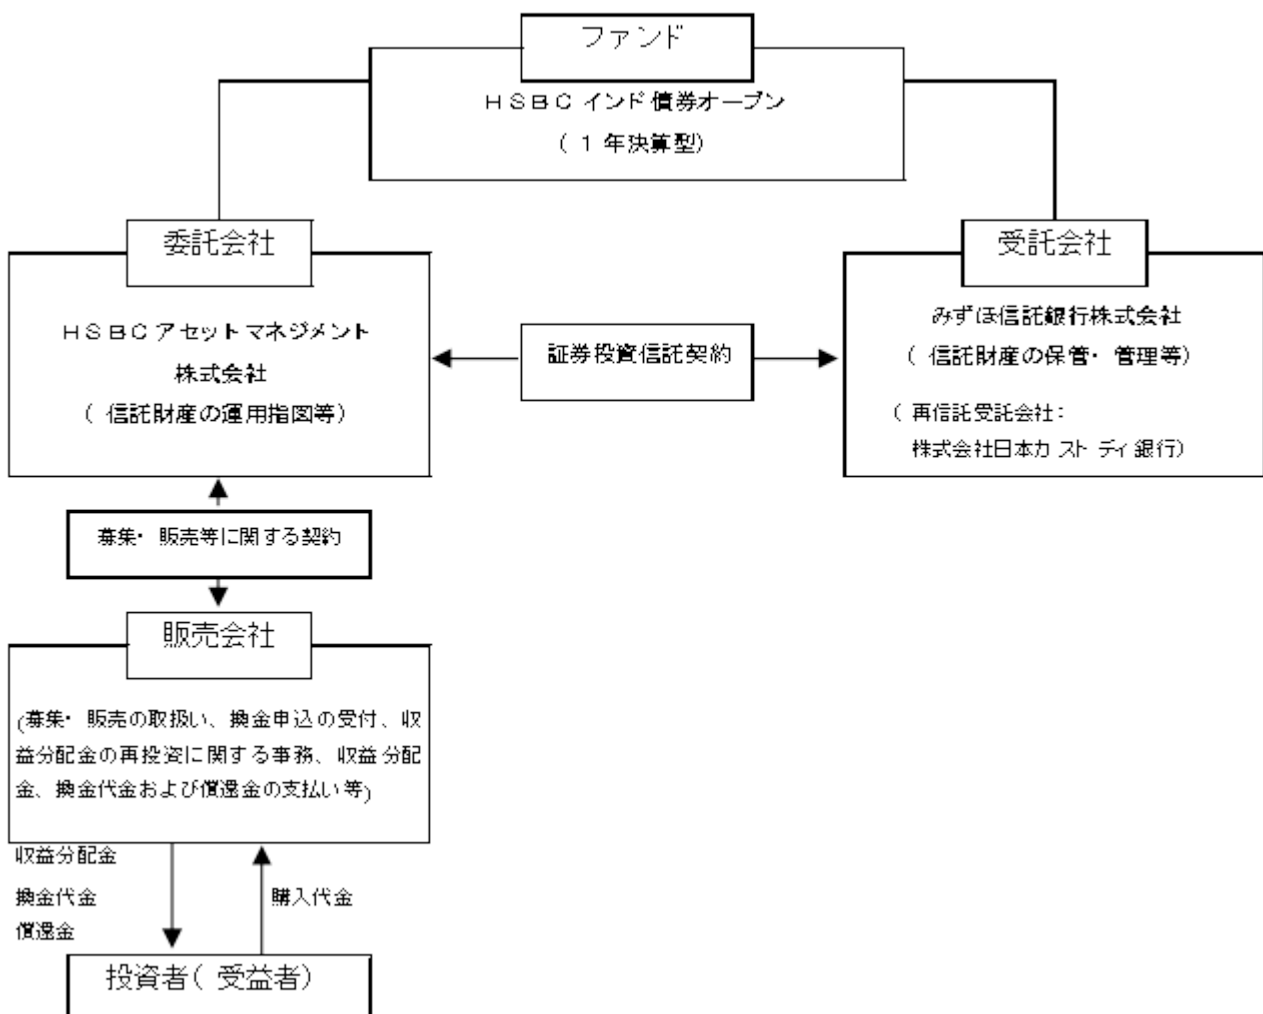 ファンド
HSBCインド債券オープン
(1年決算型)
委託会社
HSBCアセットマネジメント
株式会社
(信託財産の運用指図等)
証券投資信託契約
受託会社
みずほ信託銀行株式会社
(信託財産の保管・管理等)
(再信託受託会社:
株式会社日本カストディ銀行)
募集・販売等に関する契約
販売会社
(募集・販売の取扱い、換金申込の受付、収
益分配金の再投資に関する事務、収益分配
金、換金代金および償還金の支払い等)
収益分配金
換金代金
償還金
購入代金
投資者(受益者)